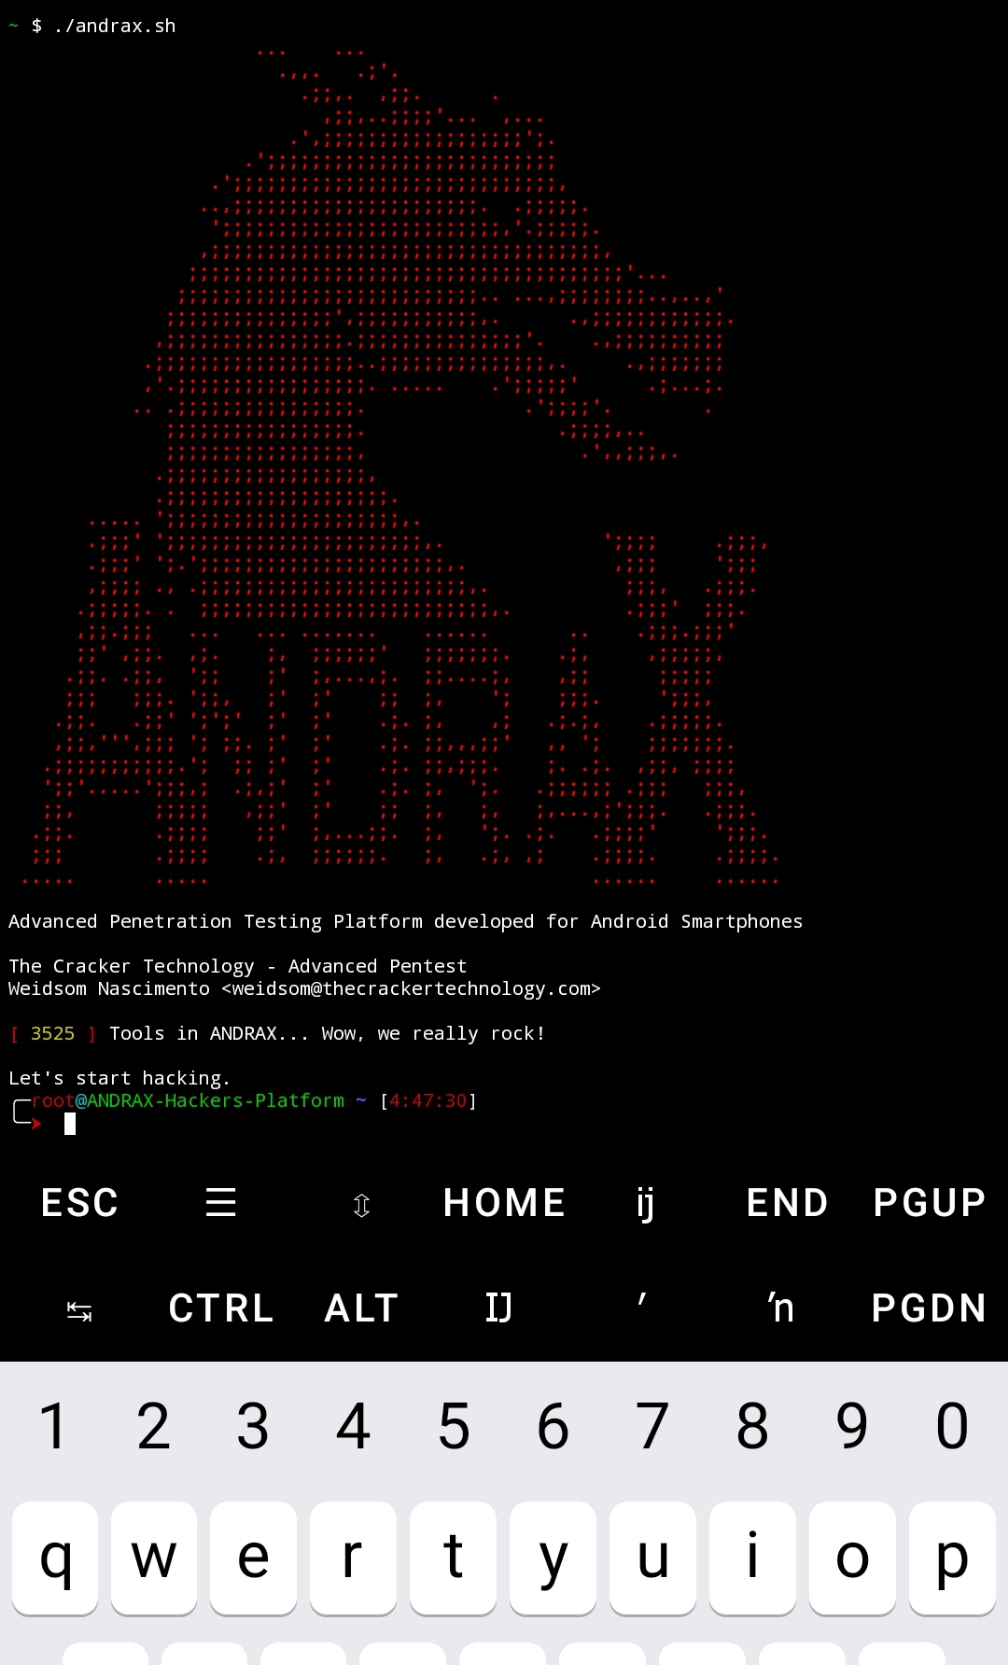 ~ $ ./andrax.sh
ANDRAX
Advanced Penetration Testing Platform developed for Android Smartphones
The Cracker Technology - Advanced Pentest
Weidsom Nascimento <weidsom@thecrackertechnology.com>
[ 3525 ] Tools in ANDRAX... Wow, we really rock!
Let's start hacking.
root@ANDRAX-Hackers-Platform ~ [4:47:30]
ESC ☰ ⇳ HOME ĳ END PGUP
↹ CTRL ALT Ĳ ′ ŉ PGDN
1 2 3 4 5 6 7 8 9 0
q w e r t y u i o p